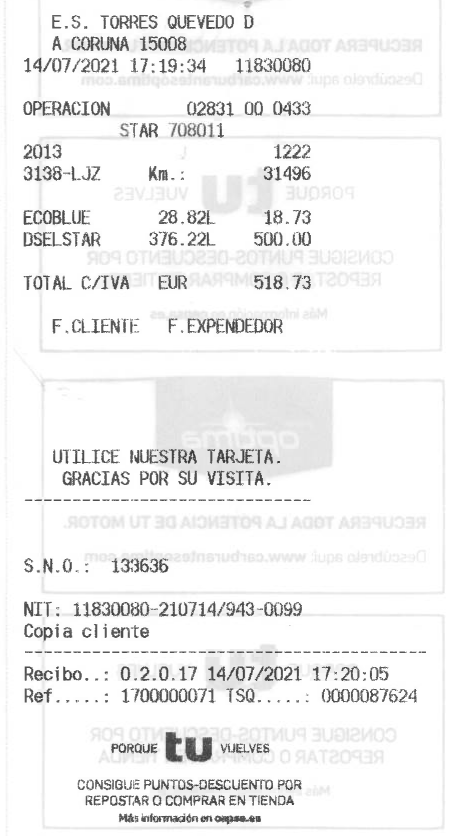 E.S. TORRES QUEVEDO D
A CORUNA 15008
14/07/2021 17:19:34 11830080
OPERACION 02831 00 0433
STAR 708011
2013 1222
3138-LJZ Km.: 31496
ECOBLUE 28.82L 18.73
DSELSTAR 376.22L 500.00
TOTAL C/IVA EUR 518.73
F.CLIENTE F.EXPENDEDOR
UTILICE NUESTRA TARJETA.
GRACIAS POR SU VISITA.
------------------------------
S.N.O.: 133636
NIT: 11830080-210714/943-0099
Copia cliente
------------------------------------------
Recibo..: 0.2.0.17 14/07/2021 17:20:05
Ref.....: 1700000071 TSQ.....: 0000087624
PORQUE tu VUELVES
CONSIGUE PUNTOS-DESCUENTO POR
REPOSTAR O COMPRAR EN TIENDA
Más información en cepsa.es